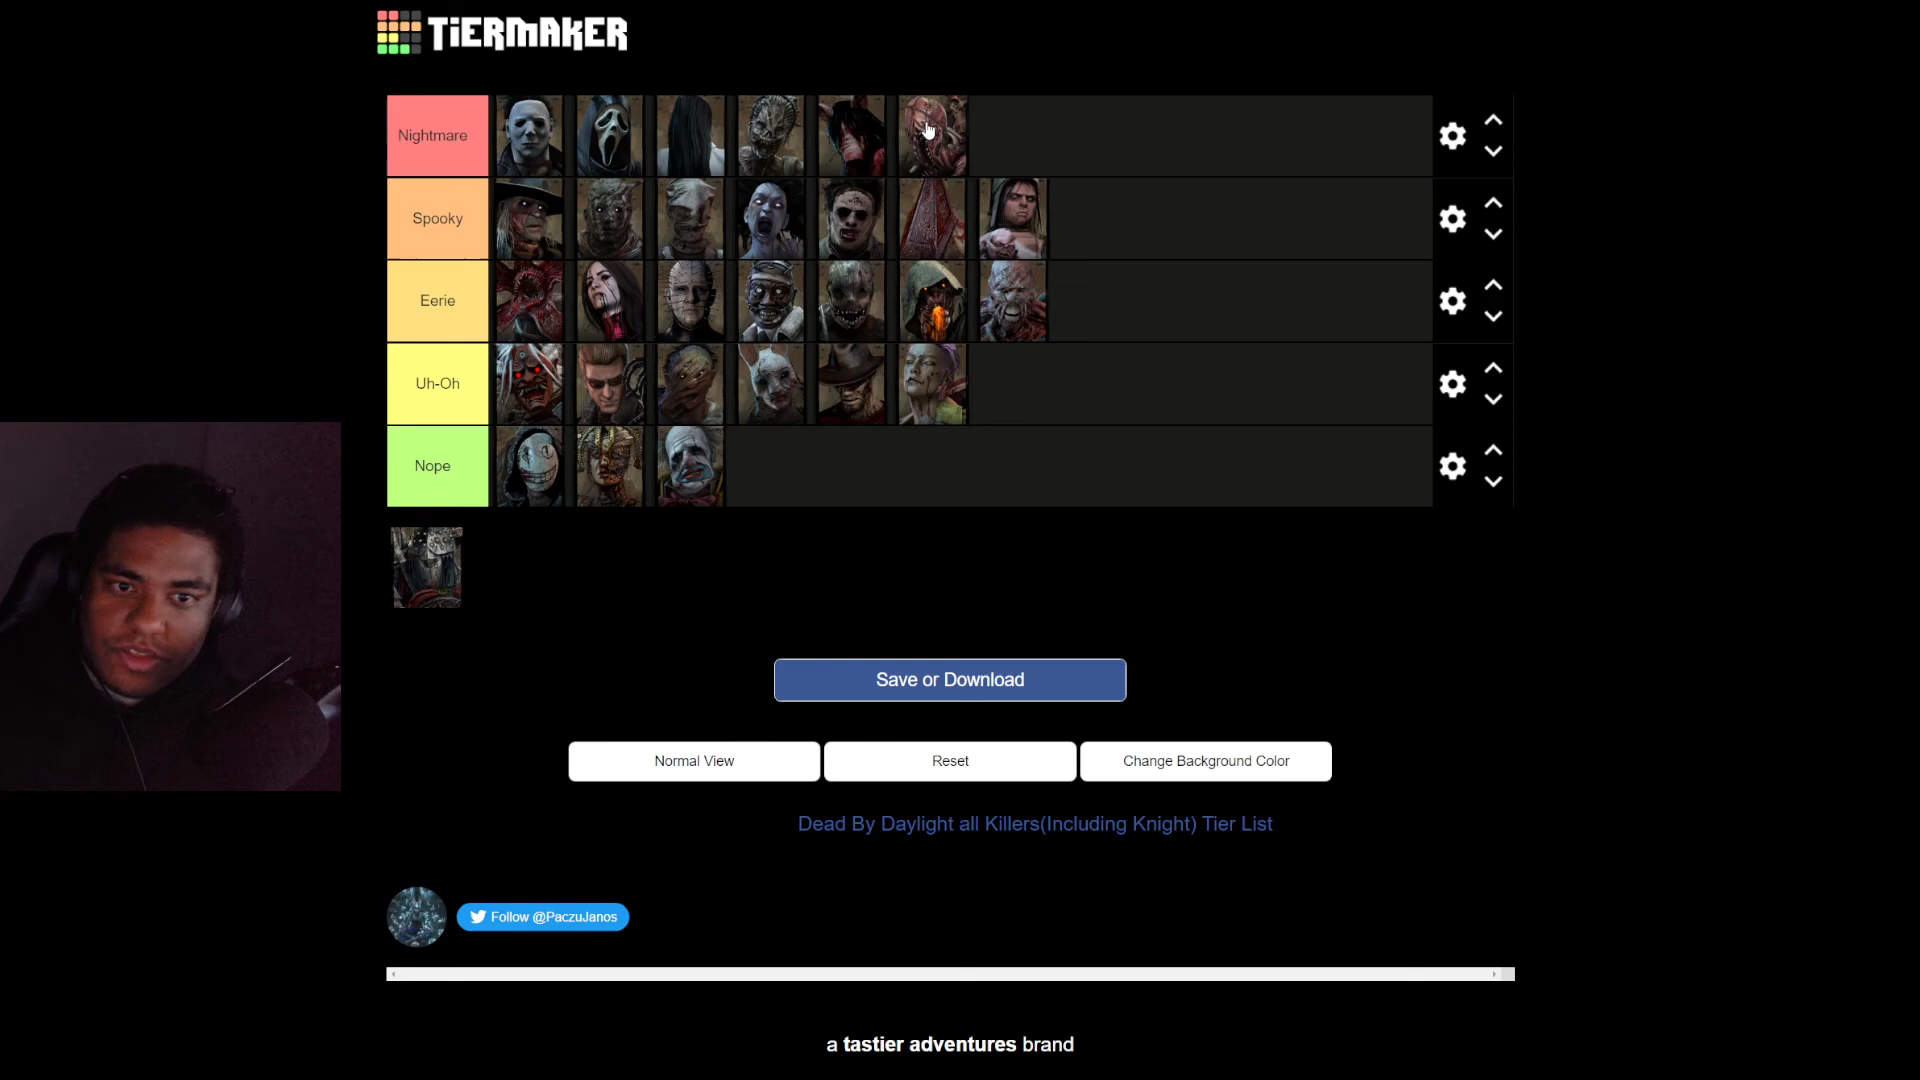 TiERMAKER
Nightmare
Spooky
Eerie
Uh-Oh
Nope
Save or Download
Normal View
Reset
Change Background Color
Dead By Daylight all Killers(Including Knight) Tier List
Follow @PaczuJanos
a tastier adventures brand